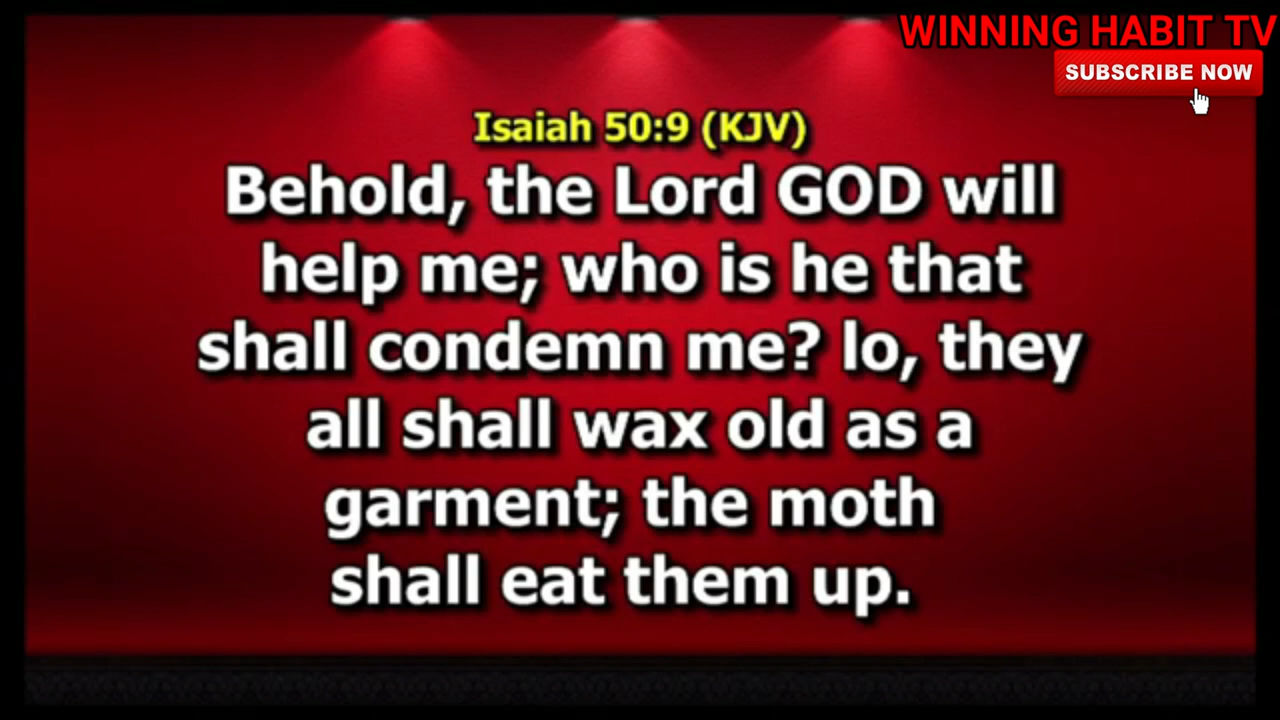 WINNING HABIT TV
SUBSCRIBE NOW
Isaiah 50:9 (KJV)
Behold, the Lord GOD will
help me; who is he that
shall condemn me? lo, they
all shall wax old as a
garment; the moth
shall eat them up.